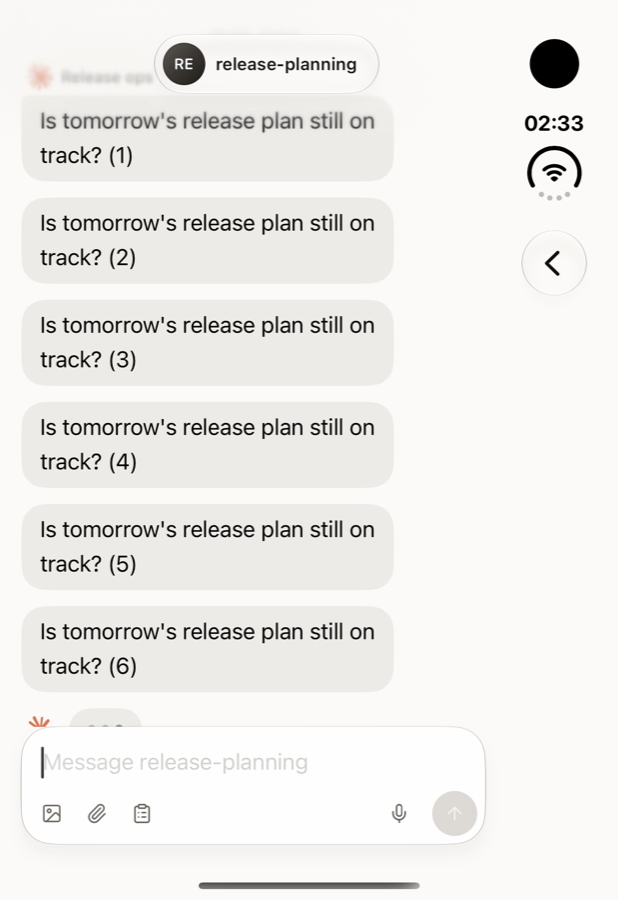 RE release-planning
Release ops
02:33
Is tomorrow's release plan still on
track? (1)
Is tomorrow's release plan still on
track? (2)
Is tomorrow's release plan still on
track? (3)
Is tomorrow's release plan still on
track? (4)
Is tomorrow's release plan still on
track? (5)
Is tomorrow's release plan still on
track? (6)
Message release-planning